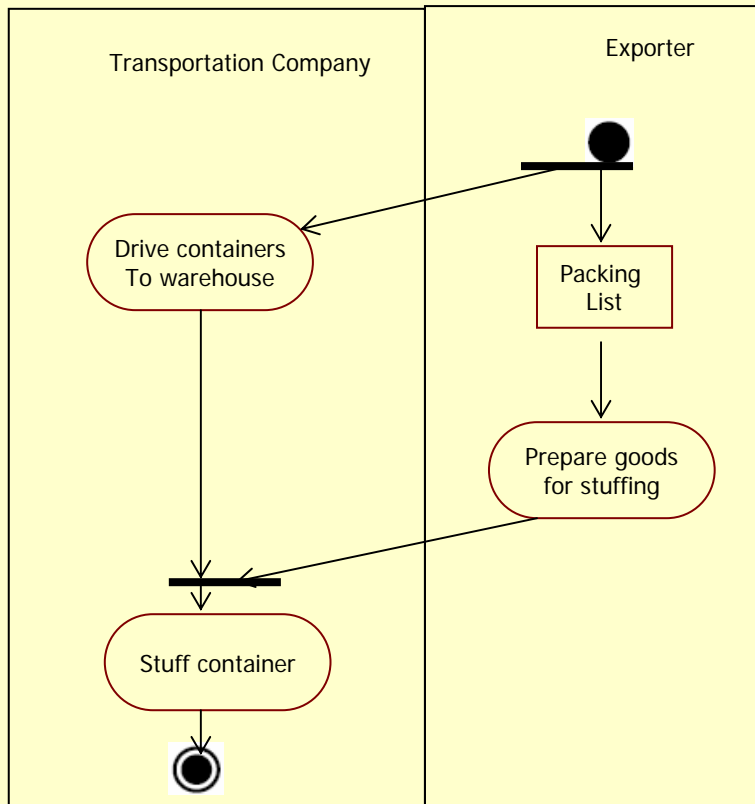 Transportation Company
Exporter
Drive containers
To warehouse
Packing
List
Prepare goods
for stuffing
Stuff container